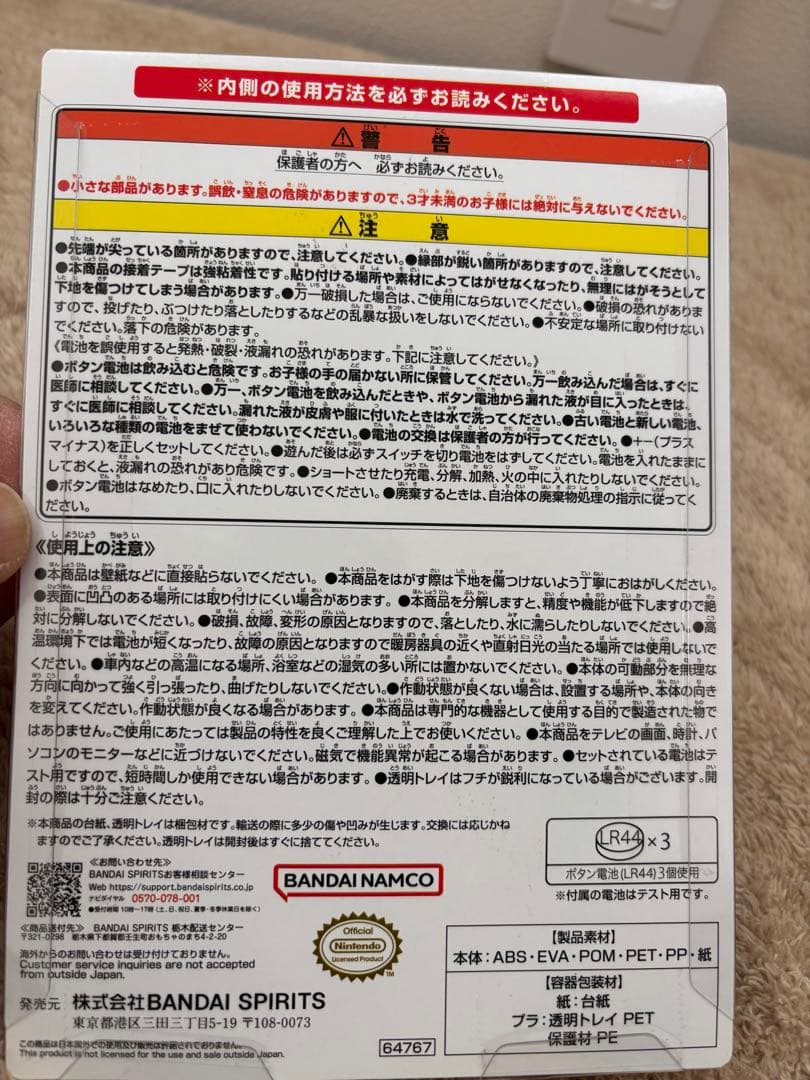 ※内側の使用方法を必ずお読みください。
⚠警告
保護者の方へ 必ずお読みください。
●小さな部品があります。誤飲・窒息の危険がありますので、3才未満のお子様には絶対に与えないでください。
⚠注意
●先端が尖っている箇所がありますので、注意してください。●縁部が鋭い箇所がありますので、注意してください。
●本商品の接着テープは強粘着性です。貼り付ける場所や素材によってはがせなくなったり、無理にはがそうとして
下地を傷つけてしまう場合があります。●万一破損した場合は、ご使用にならないでください。●破損の恐れがありま
すので、投げたり、ぶつけたり落としたりするなどの乱暴な扱いをしないでください。●不安定な場所に取り付けない
でください。落下の危険があります。
《電池を誤使用すると発熱・破裂・液漏れの恐れがあります。下記に注意してください。》
●ボタン電池は飲み込むと危険です。お子様の手の届かない所に保管してください。万一飲み込んだ場合は、すぐに
医師に相談してください。●万一、ボタン電池を飲み込んだときや、ボタン電池から漏れた液が目に入ったときは、
すぐに医師に相談してください。漏れた液が皮膚や服に付いたときは水で洗ってください。●古い電池と新しい電池、
いろいろな種類の電池をまぜて使わないでください。●電池の交換は保護者の方が行ってください。●+−(プラス
マイナス)を正しくセットしてください。●遊んだ後は必ずスイッチを切り電池をはずしてください。電池を入れたままに
しておくと、液漏れの恐れがあり危険です。●ショートさせたり充電、分解、加熱、火の中に入れたりしないでください。
●ボタン電池はなめたり、口に入れたりしないでください。●廃棄するときは、自治体の廃棄物処理の指示に従ってく
ださい。
《使用上の注意》
●本商品は壁紙などに直接貼らないでください。●本商品をはがす際は下地を傷つけないよう丁寧におはがしください。
●表面に凹凸のある場所には取り付けにくい場合があります。●本商品を分解しますと、精度や機能が低下しますので絶
対に分解しないでください。●破損、故障、変形の原因となりますので、落としたり、水に濡らしたりしないでください。●高
温環境下では電池が短くなったり、故障の原因となりますので暖房器具の近くや直射日光の当たる場所では使用しないで
ください。●車内などの高温になる場所、浴室などの湿気の多い所には置かないでください。●本体の可動部分を無理な
方向に向かって強く引っ張ったり、曲げたりしないでください。●作動状態が良くない場合は、設置する場所や、本体の向き
を変えてください。作動状態が良くなる場合があります。●本商品は専門的な機器として使用する目的で製造された物で
はありません。ご使用にあたっては製品の特性を良くご理解した上でお使いください。●本商品をテレビの画面、時計、パ
ソコンのモニターなどに近づけないでください。磁気で機能異常が起こる場合があります。●セットされている電池はテ
スト用ですので、短時間しか使用できない場合があります。●透明トレイはフチが鋭利になっている場合がございます。開
封の際は十分ご注意ください。
※本商品の台紙、透明トレイは梱包材です。輸送の際に多少の傷や凹みが生じます。交換には応じかね
ますのでご了承ください。透明トレイは開封後はすぐに捨ててください。
LR44×3
ボタン電池(LR44)3個使用
※付属の電池はテスト用です。
≪お問い合わせ先≫
BANDAI SPIRITSお客様相談センター
Web https://support.bandaispirits.co.jp
ナビダイヤル 0570-078-001
●受付時間 10時〜17時(土、日、祝日、夏季・冬季休業日を除く)
BANDAI NAMCO
≪商品送付先≫ BANDAI SPIRITS 栃木配送センター
〒321-0298 栃木県下都賀郡壬生町おもちゃのまち4-2-20
海外からのお問い合わせは受け付けておりません。
Customer service inquiries are not accepted
from outside Japan.
Official
Nintendo
Licensed Product
TM
発売元 株式会社BANDAI SPIRITS
東京都港区三田三丁目5-19 〒108-0073
64767
【製品素材】
本体：ABS・EVA・POM・PET・PP・紙
【容器包装材】
紙：台紙
プラ：透明トレイ PET
保護材 PE
この商品は日本国外での使用及び販売は許諾されておりません。
This product is not licensed for the use and sale outside Japan.